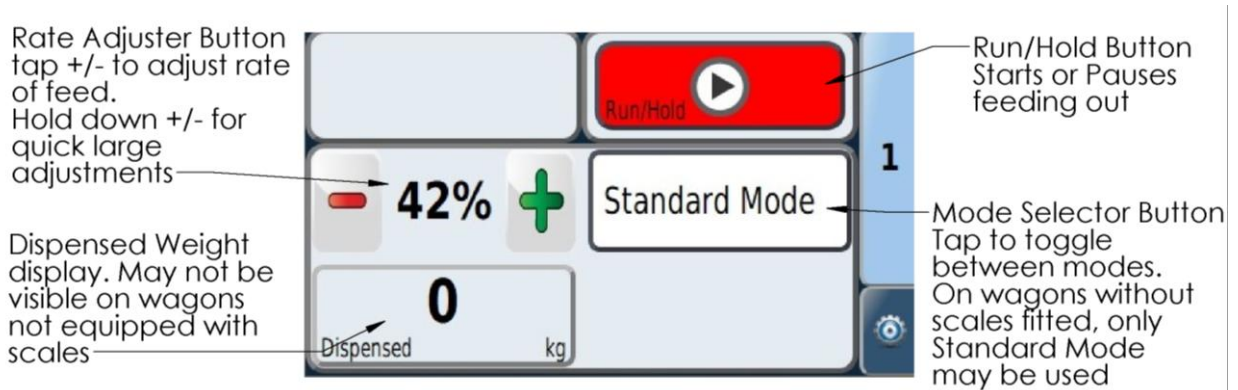 Rate Adjuster Button
tap +/- to adjust rate
of feed.
Hold down +/- for
quick large
adjustments
Dispensed Weight
display. May not be
visible on wagons
not equipped with
scales
Run/Hold
42%
Standard Mode
0
Dispensed kg
1
Run/Hold Button
Starts or Pauses
feeding out
Mode Selector Button
Tap to toggle
between modes.
On wagons without
scales fitted, only
Standard Mode
may be used